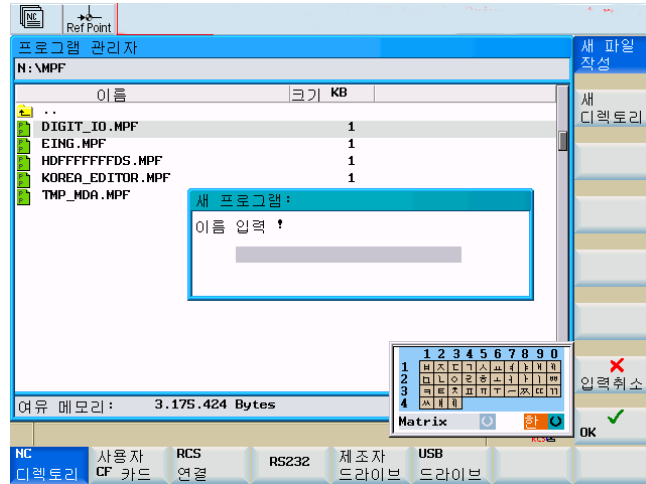 NC
Ref Point
프로그램 관리자
N:\MPF
이름 크기 KB
..
DIGIT_IO.MPF 1
EING.MPF 1
HDFFFFFFFDS.MPF 1
KOREA_EDITOR.MPF 1
TMP_MDA.MPF
새 프로그램:
이름 입력 !
1 2 3 4 5 6 7 8 9 0
1 ㅂ ㅈ ㄷ ㄱ ㅅ ㅛ ㅕ ㅑ ㅐ ㅔ
2 ㅁ ㄴ ㅇ ㄹ ㅎ ㅗ ㅓ ㅏ ㅣ ㅃ
3 ㅋ ㅌ ㅊ ㅍ ㅠ ㅜ ㅡ ㅉ ㄸ ㄲ
4 ㅆ ㅒ ㅖ
Matrix 한
여유 메모리: 3.175.424 Bytes
새 파일
작성
새
디렉토리
입력취소
OK
NC
디렉토리
사용자
CF 카드
RCS
연결
RS232
제조자
드라이브
USB
드라이브